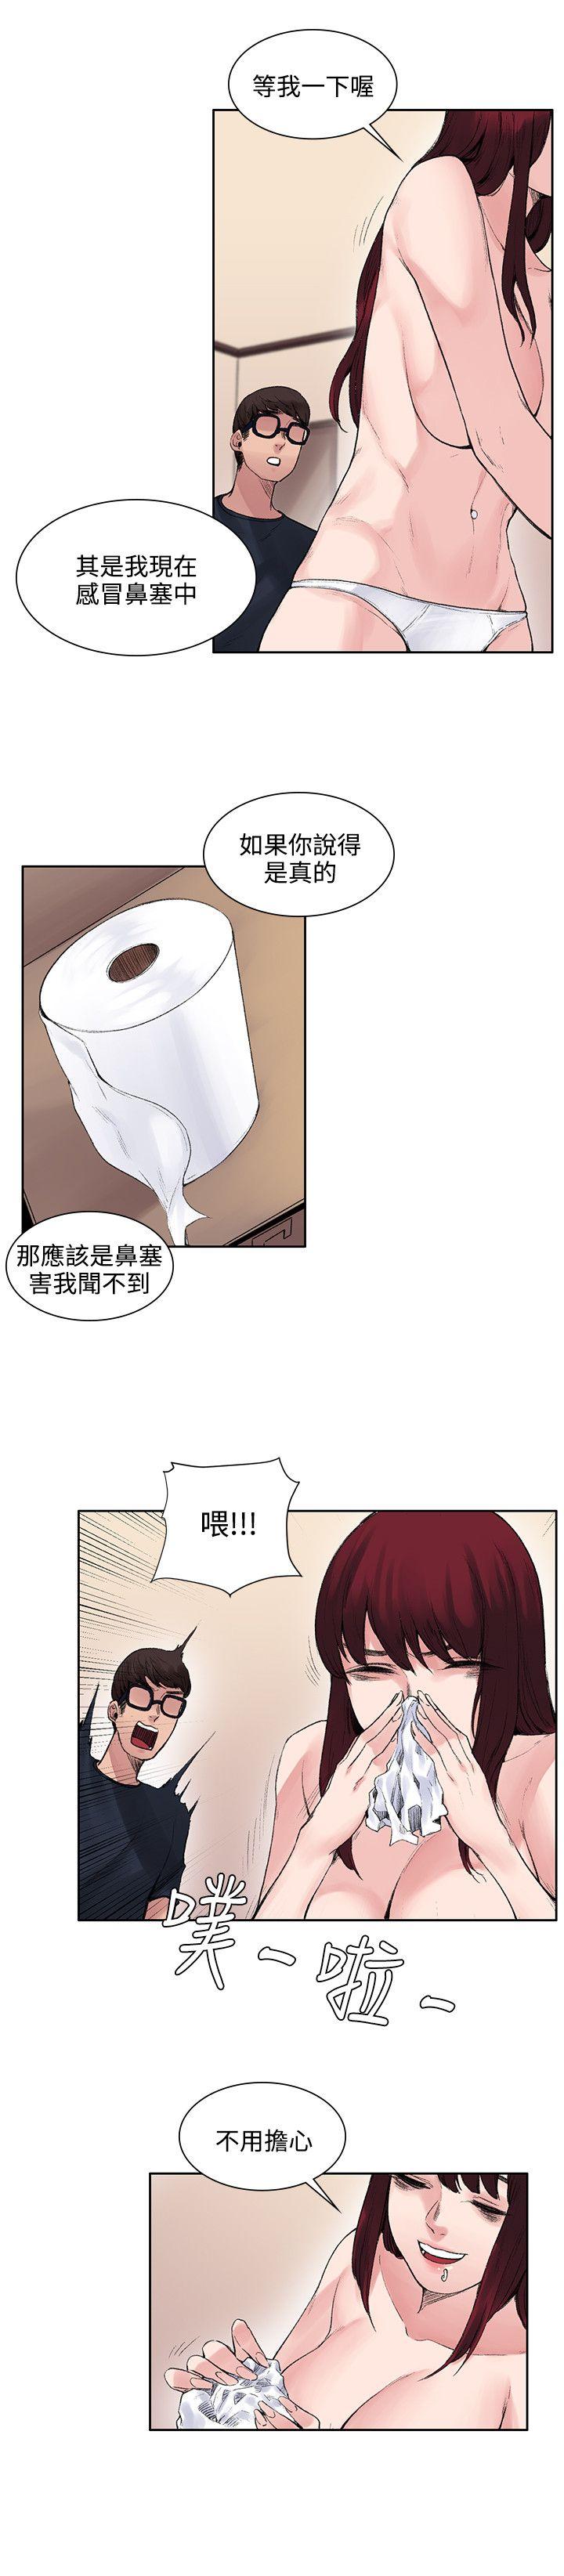 等我一下喔
其是我現在
感冒鼻塞中
如果你說得
是真的
那應該是鼻塞
害我聞不到
喂!!!
噗-啦-
不用擔心